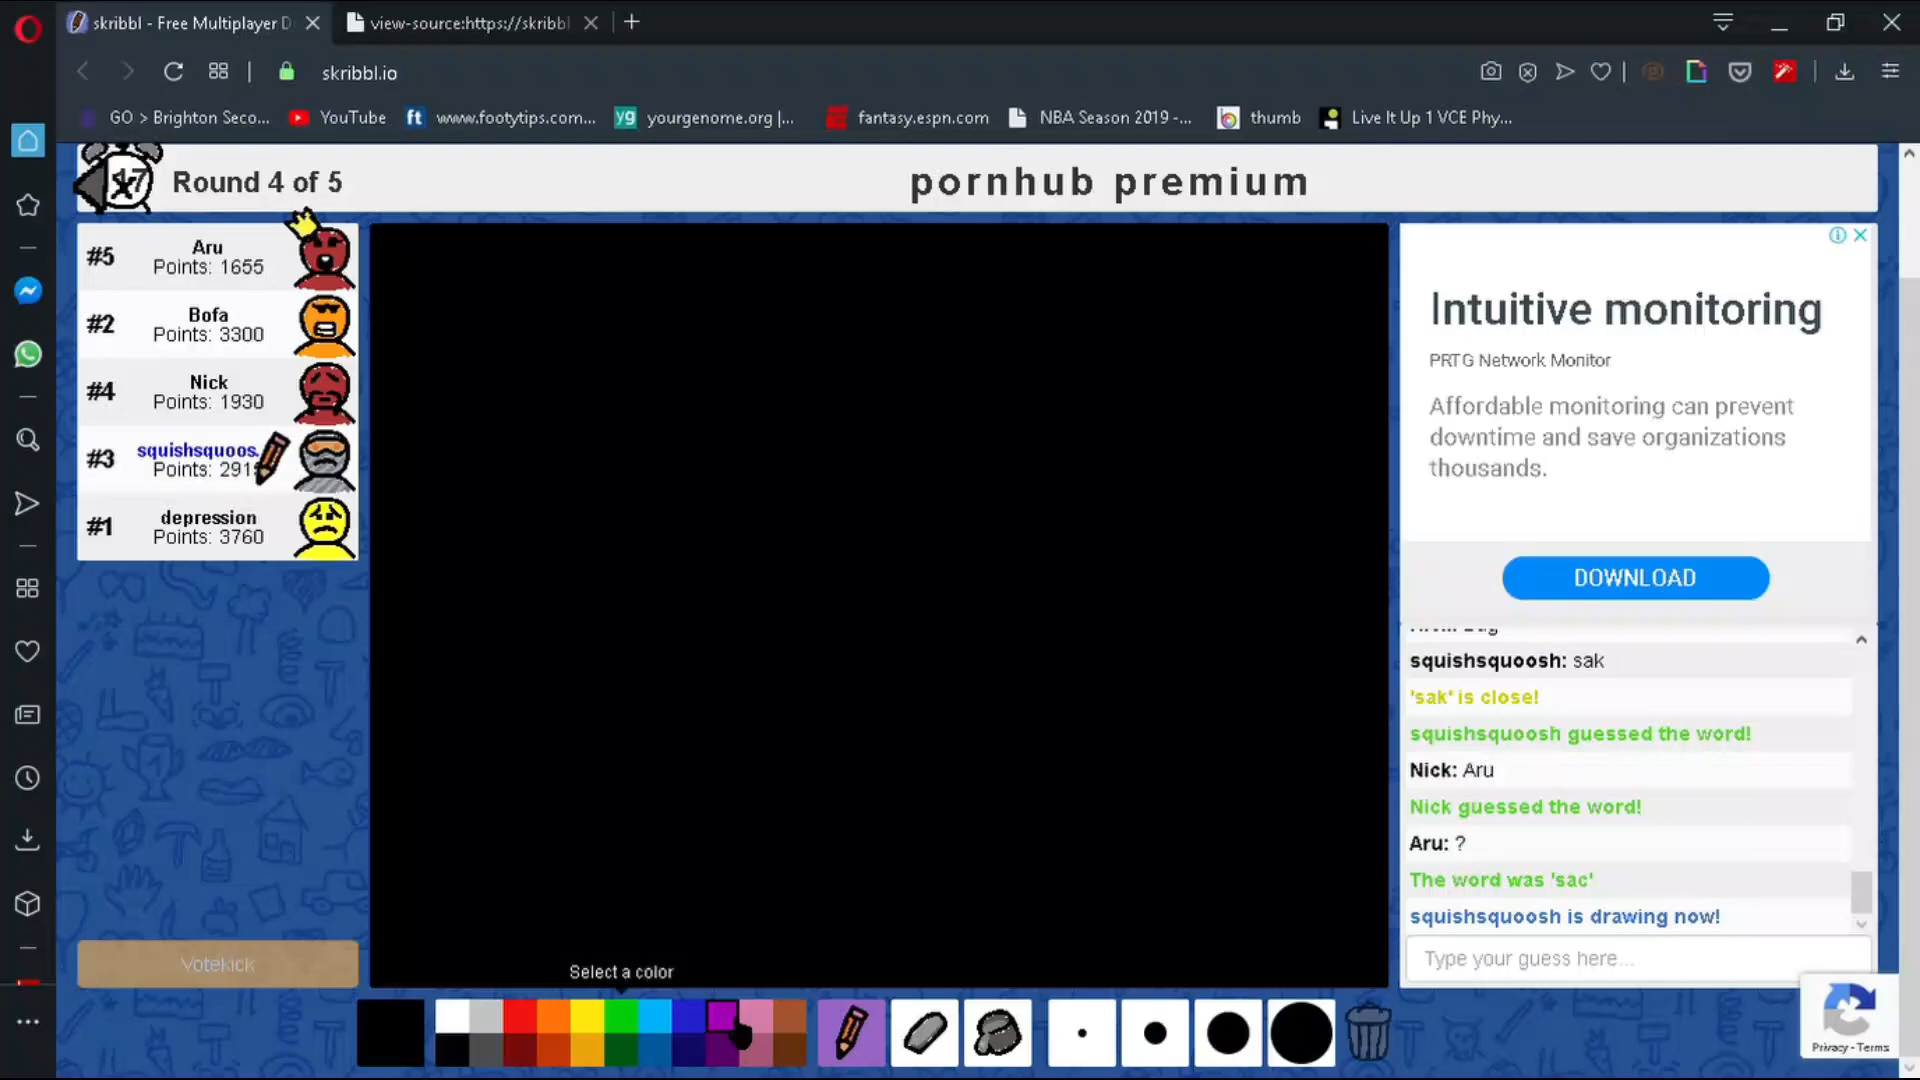 skribbl - Free Multiplayer D
view-source:https://skribbl
skribbl.io
GO > Brighton Seco...
YouTube
ft
www.footytips.com...
yg
yourgenome.org |...
fantasy.espn.com
NBA Season 2019 -...
thumb
Live It Up 1 VCE Phy...
Round 4 of 5
pornhub premium
#5
Aru
Points: 1655
#2
Bofa
Points: 3300
#4
Nick
Points: 1930
#3
squishsquoos
Points: 291
#1
depression
Points: 3760
Votekick
Intuitive monitoring
PRTG Network Monitor
Affordable monitoring can prevent
downtime and save organizations
thousands.
DOWNLOAD
squishsquoosh: sak
'sak' is close!
squishsquoosh guessed the word!
Nick: Aru
Nick guessed the word!
Aru: ?
The word was 'sac'
squishsquoosh is drawing now!
Type your guess here...
Select a color
Privacy - Terms